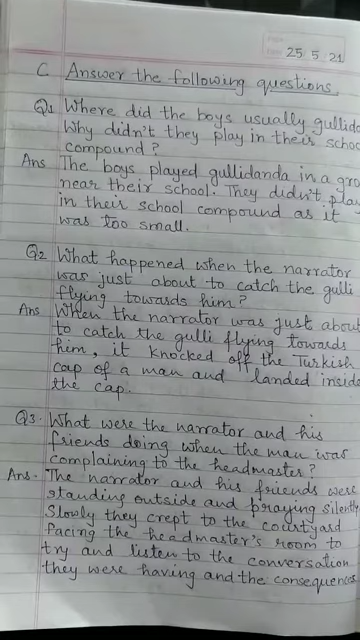 25 5 21
C Answer the following questions.
Q1 Where did the boys usually gullida
Why didn't they play in their schoo
compound?
Ans The boys played gullidanda in a gro
near their school. They didn't play
in their school compound as it
was too small.
Q2 What happened when the narrator
was just about to catch the gulli
flying towards him?
Ans When the narrator was just about
to catch the gulli flying towards
him, it knocked off the Turkish
cap of a man and landed inside
the cap.
Q3. What were the narrator and his
friends doing when the man was
complaining to the headmaster?
Ans. The narrator and his friends were
standing outside and praying silently
Slowly they crept to the courtyard
facing the headmaster's room to
try and listen to the conversation
they were having and the consequences